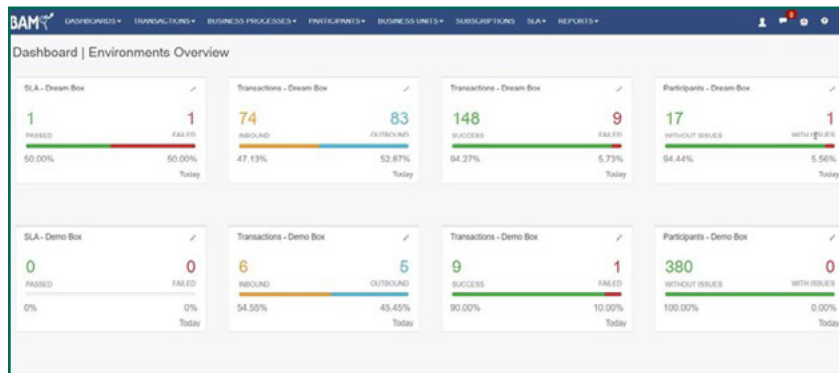 BAM DASHBOARDS TRANSACTIONS BUSINESS PROCESSES PARTICIPANTS BUSINESS UNITS SUBSCRIPTIONS SLA REPORTS
Dashboard | Environments Overview
SLA - Dream Box
1 1
PASSED FAILED
50.00% 50.00%
Today
Transactions - Dream Box
74 83
INBOUND OUTBOUND
47.13% 52.87%
Today
Transactions - Dream Box
148 9
SUCCESS FAILED
94.27% 5.73%
Today
Participants - Dream Box
17 1
WITHOUT ISSUES WITH ISSUES
94.44% 5.56%
Today
SLA - Demo Box
0 0
PASSED FAILED
0% 0%
Today
Transactions - Demo Box
6 5
INBOUND OUTBOUND
54.55% 45.45%
Today
Transactions - Demo Box
9 1
SUCCESS FAILED
90.00% 10.00%
Today
Participants - Demo Box
380 0
WITHOUT ISSUES WITH ISSUES
100.00% 0.00%
Today